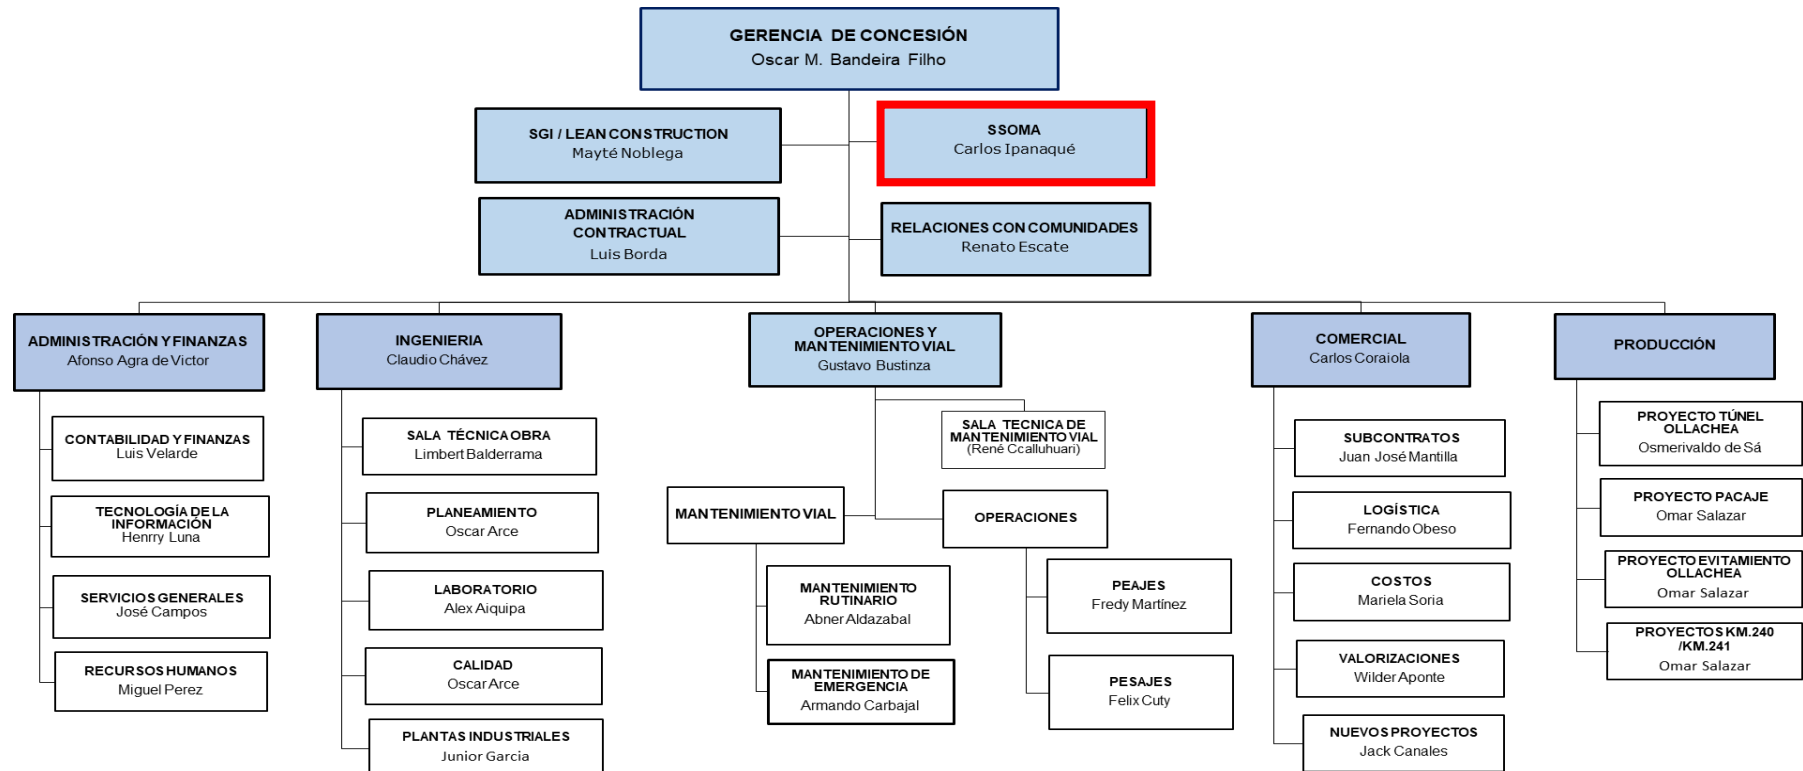 GERENCIA DE CONCESIÓN
Oscar M. Bandeira Filho
SGI / LEAN CONSTRUCTION
Mayté Noblega
SSOMA
Carlos Ipanaqué
ADMINISTRACIÓN
CONTRACTUAL
Luis Borda
RELACIONES CON COMUNIDADES
Renato Escate
ADMINISTRACIÓN Y FINANZAS
Afonso Agra de Victor
CONTABILIDAD Y FINANZAS
Luis Velarde
TECNOLOGÍA DE LA
INFORMACIÓN
Henrry Luna
SERVICIOS GENERALES
José Campos
RECURSOS HUMANOS
Miguel Perez
INGENIERIA
Claudio Chávez
SALA TÉCNICA OBRA
Limbert Balderrama
PLANEAMIENTO
Oscar Arce
LABORATORIO
Alex Aiquipa
CALIDAD
Oscar Arce
PLANTAS INDUSTRIALES
Junior Garcia
OPERACIONES Y
MANTENIMIENTO VIAL
Gustavo Bustinza
SALA TECNICA DE
MANTENIMIENTO VIAL
(René Ccalluhuari)
MANTENIMIENTO VIAL
MANTENIMIENTO
RUTINARIO
Abner Aldazabal
MANTENIMIENTO DE
EMERGENCIA
Armando Carbajal
OPERACIONES
PEAJES
Fredy Martínez
PESAJES
Felix Cuty
COMERCIAL
Carlos Coraiola
SUBCONTRATOS
Juan José Mantilla
LOGÍSTICA
Fernando Obeso
COSTOS
Mariela Soria
VALORIZACIONES
Wilder Aponte
NUEVOS PROYECTOS
Jack Canales
PRODUCCIÓN
PROYECTO TÚNEL
OLLACHEA
Osmerivaldo de Sá
PROYECTO PACAJE
Omar Salazar
PROYECTO EVITAMIENTO
OLLACHEA
Omar Salazar
PROYECTOS KM.240
/KM.241
Omar Salazar